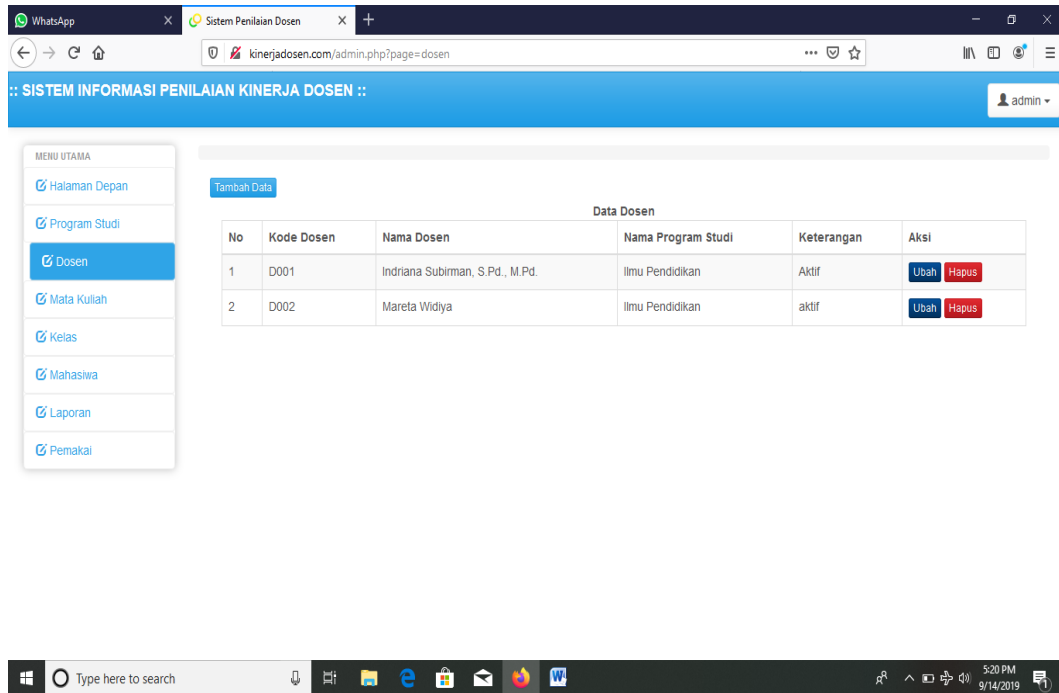 WhatsApp
Sistem Penilaian Dosen
kinerjadosen.com/admin.php?page=dosen
:: SISTEM INFORMASI PENILAIAN KINERJA DOSEN ::
admin
MENU UTAMA
Halaman Depan
Program Studi
Dosen
Mata Kuliah
Kelas
Mahasiwa
Laporan
Pemakai
Tambah Data
Data Dosen
No Kode Dosen Nama Dosen Nama Program Studi Keterangan Aksi
1 D001 Indriana Subirman, S.Pd., M.Pd. Ilmu Pendidikan Aktif Ubah Hapus
2 D002 Mareta Widiya Ilmu Pendidikan aktif Ubah Hapus
Type here to search
5:20 PM
9/14/2019